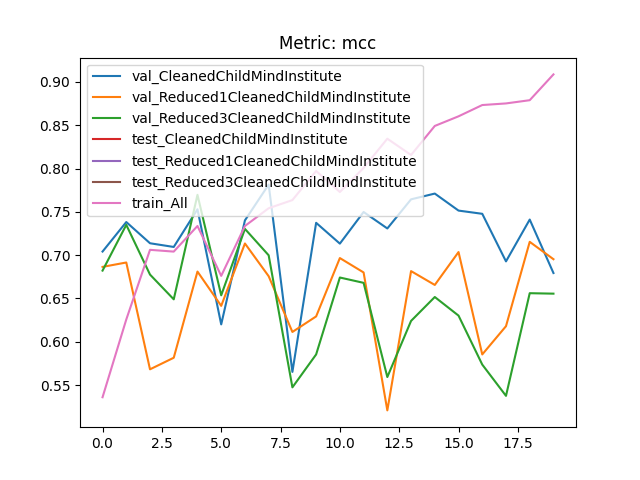 Metric: mcc
val_CleanedChildMindInstitute
val_Reduced1CleanedChildMindInstitute
val_Reduced3CleanedChildMindInstitute
test_CleanedChildMindInstitute
test_Reduced1CleanedChildMindInstitute
test_Reduced3CleanedChildMindInstitute
train_All
0.90
0.85
0.80
0.75
0.70
0.65
0.60
0.55
0.0 2.5 5.0 7.5 10.0 12.5 15.0 17.5